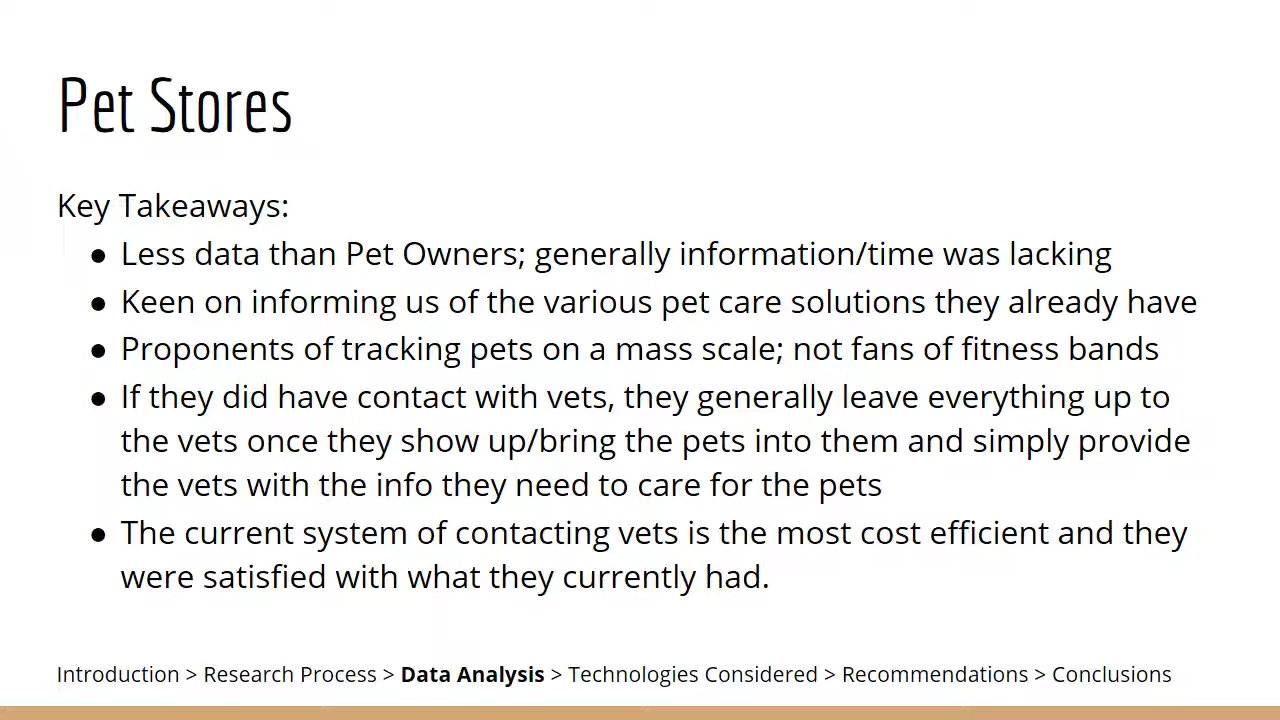 Pet Stores
Key Takeaways:
● Less data than Pet Owners; generally information/time was lacking
● Keen on informing us of the various pet care solutions they already have
● Proponents of tracking pets on a mass scale; not fans of fitness bands
● If they did have contact with vets, they generally leave everything up to
the vets once they show up/bring the pets into them and simply provide
the vets with the info they need to care for the pets
● The current system of contacting vets is the most cost efficient and they
were satisfied with what they currently had.
Introduction > Research Process > Data Analysis > Technologies Considered > Recommendations > Conclusions